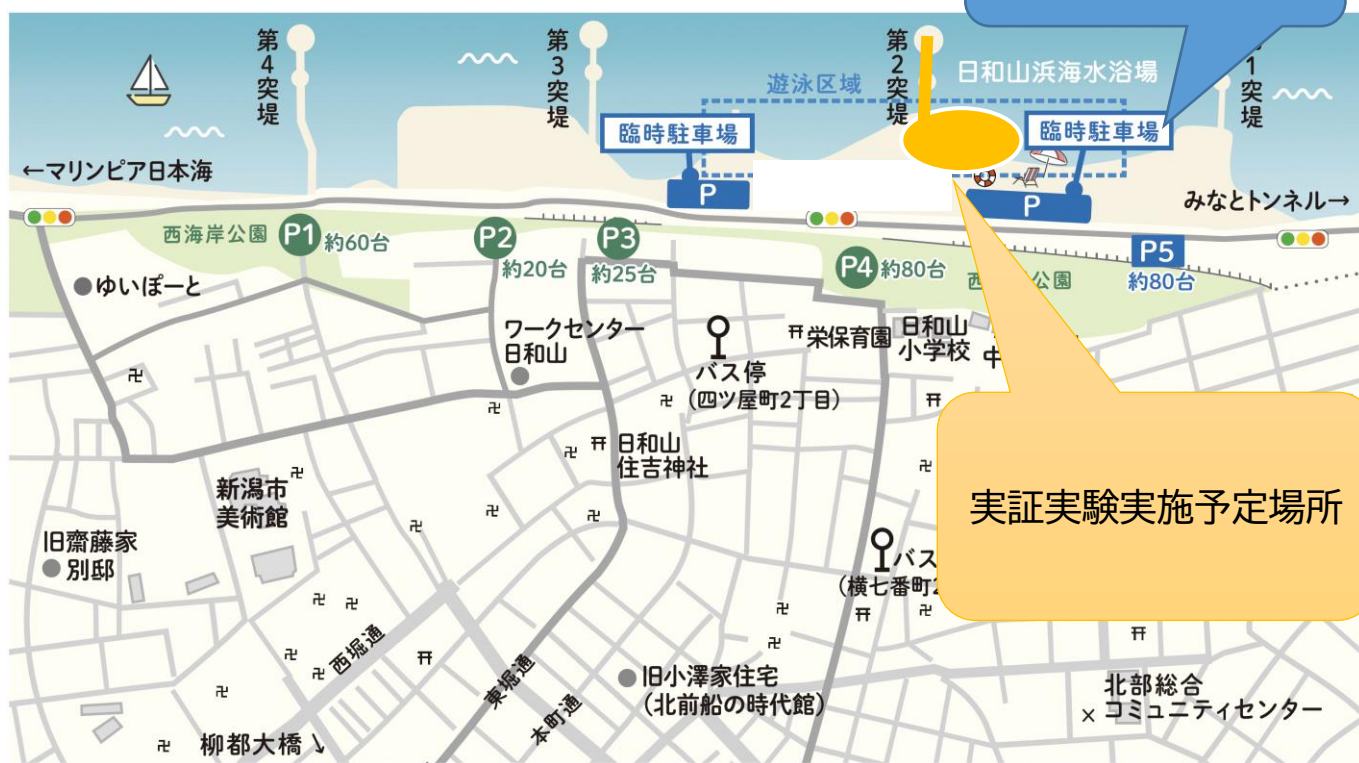 第4突堤
第3突堤
第2突堤
1突堤
日和山浜海水浴場
遊泳区域
臨時駐車場
臨時駐車場
←マリンピア日本海
P
P
みなとトンネル→
西海岸公園
P1 約60台
P2
約20台
P3
約25台
P4 約80台
西
公園
P5
約80台
ゆいぽーと
ワークセンター
日和山
バス停
(四ツ屋町2丁目)
栄保育園
日和山
小学校
中
日和山
住吉神社
新潟市
美術館
実証実験実施予定場所
旧齋藤家
別邸
バス
(横七番町2
西堀通
東堀通
本町通
旧小澤家住宅
(北前船の時代館)
北部総合
コミュニティセンター
柳都大橋